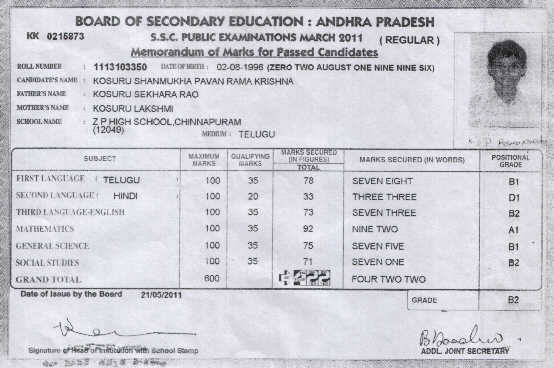 BOARD OF SECONDARY EDUCATION : ANDHRA PRADESH
KK 0215873
S.S.C. PUBLIC EXAMINATIONS MARCH 2011 ( REGULAR )
Memorandum of Marks for Passed Candidates
ROLL NUMBER : 1113103350 DATE OF BIRTH : 02-08-1996 (ZERO TWO AUGUST ONE NINE NINE SIX)
CANDIDATE'S NAME : KOSURU SHANMUKHA PAVAN RAMA KRISHNA
FATHER'S NAME : KOSURU SEKHARA RAO
MOTHER'S NAME : KOSURU LAKSHMI
SCHOOL NAME : Z P HIGH SCHOOL,CHINNAPURAM
(12049) MEDIUM : TELUGU
SUBJECT MAXIMUM MARKS QUALIFYING MARKS MARKS SECURED (IN FIGURES) TOTAL MARKS SECURED (IN WORDS) POSITIONAL GRADE
FIRST LANGUAGE ( TELUGU ) 100 35 78 SEVEN EIGHT B1
SECOND LANGUAGE ( HINDI ) 100 20 33 THREE THREE D1
THIRD LANGUAGE-ENGLISH 100 35 73 SEVEN THREE B2
MATHEMATICS 100 35 92 NINE TWO A1
GENERAL SCIENCE 100 35 75 SEVEN FIVE B1
SOCIAL STUDIES 100 35 71 SEVEN ONE B2
GRAND TOTAL 600 FOUR TWO TWO
Date of Issue by the Board 21/05/2011
GRADE B2
Signature of Head of Institution with School Stamp
ADDL. JOINT SECRETARY